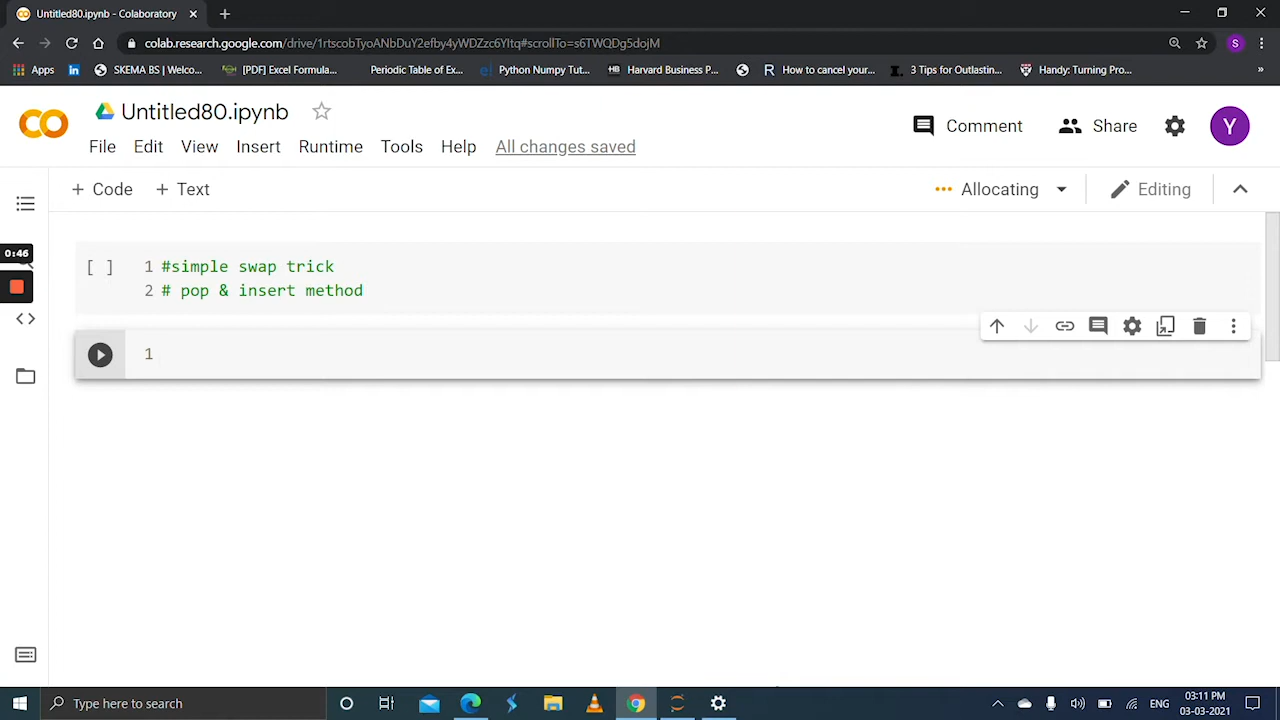 Untitled80.ipynb - Colaboratory
colab.research.google.com/drive/1rtscobTyoANbDuY2efby4yWDZzc6YItq#scrollTo=s6TWQDg5dojM
S
Apps
SKEMA BS | Welco...
[PDF] Excel Formula...
Periodic Table of Ex...
Python Numpy Tut...
Harvard Business P...
How to cancel your...
3 Tips for Outlastin...
Handy: Turning Pro...
Untitled80.ipynb
Comment
Share
Y
File Edit View Insert Runtime Tools Help All changes saved
+ Code + Text
Allocating
Editing
0:46
[ ] 1 #simple swap trick
2 # pop & insert method
1
Type here to search
ENG
03:11 PM
03-03-2021